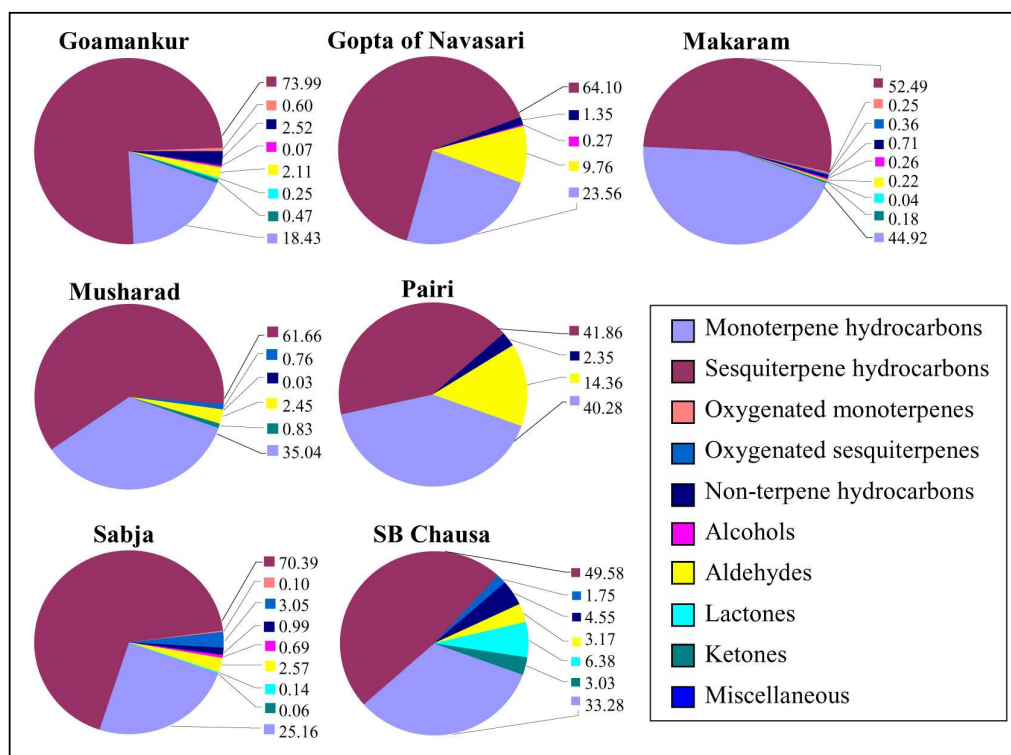 Goamankur
73.99
0.60
2.52
0.07
2.11
0.25
0.47
18.43
Gopta of Navasari
64.10
1.35
0.27
9.76
23.56
Makaram
52.49
0.25
0.36
0.71
0.26
0.22
0.04
0.18
44.92
Musharad
61.66
0.76
0.03
2.45
0.83
35.04
Pairi
41.86
2.35
14.36
40.28
Sabja
70.39
0.10
3.05
0.99
0.69
2.57
0.14
0.06
25.16
SB Chausa
49.58
1.75
4.55
3.17
6.38
3.03
33.28
Monoterpene hydrocarbons
Sesquiterpene hydrocarbons
Oxygenated monoterpenes
Oxygenated sesquiterpenes
Non-terpene hydrocarbons
Alcohols
Aldehydes
Lactones
Ketones
Miscellaneous